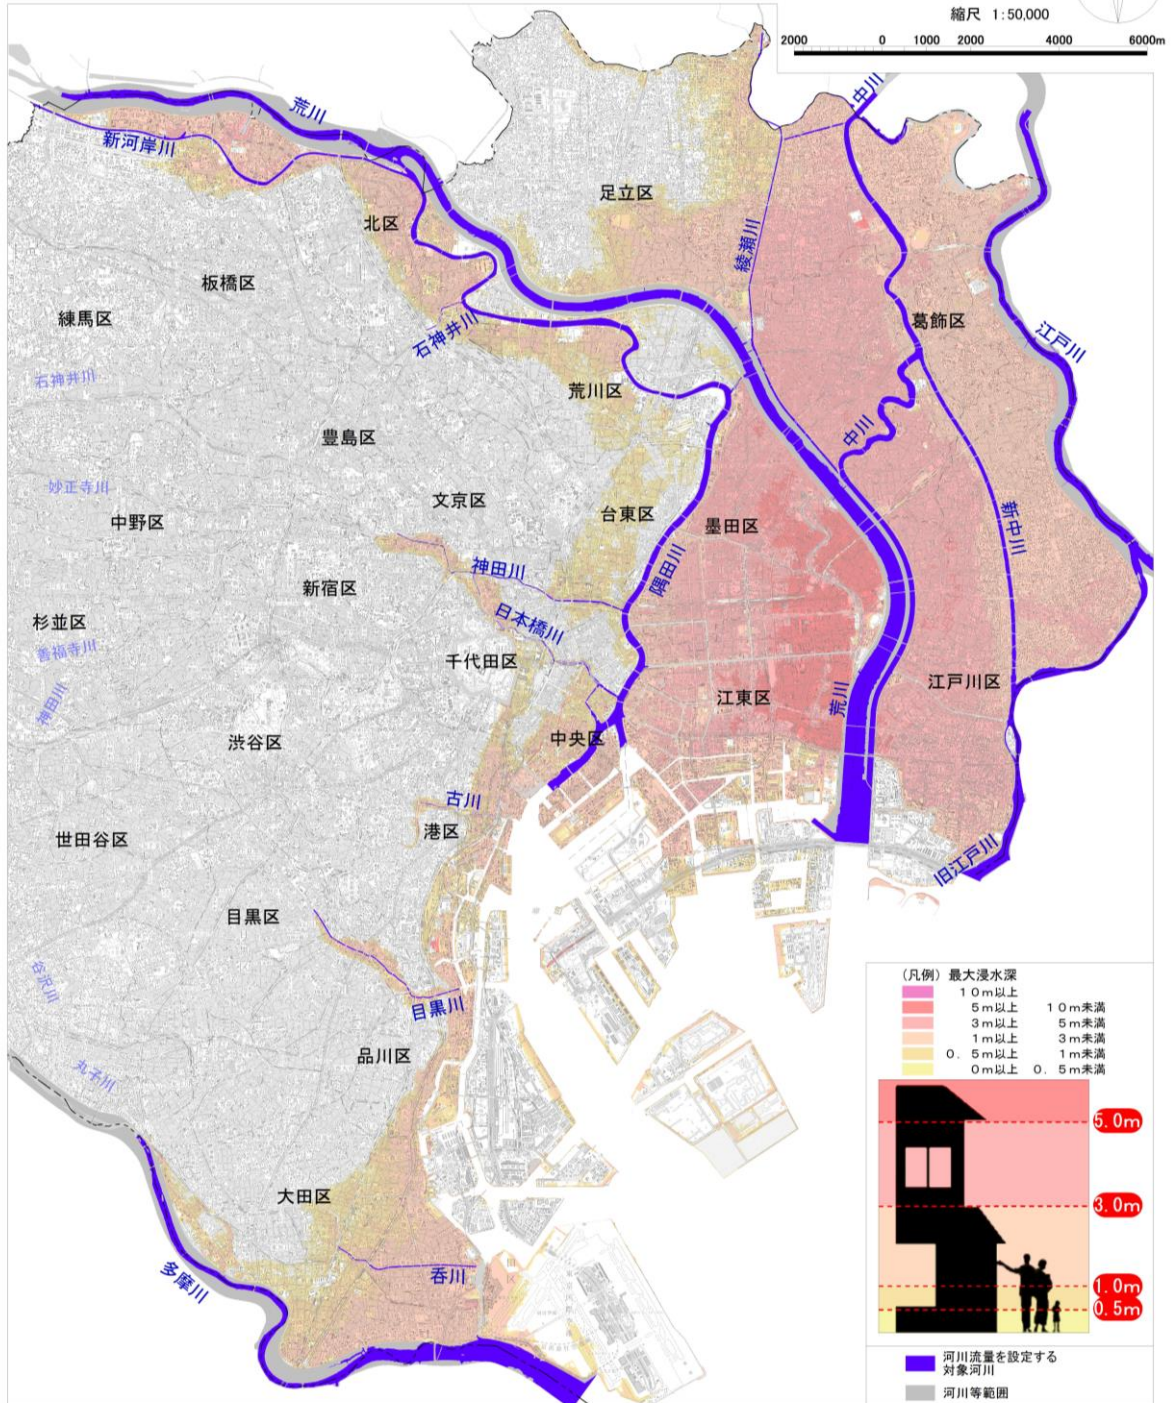 縮尺 1:50,000
2000 0 1000 2000 4000 6000m
荒川
中川
新河岸川
足立区
北区
綾瀬川
板橋区
練馬区
葛飾区
石神井川
江戸川
石神井川
荒川区
豊島区
中川
妙正寺川
文京区
台東区
新中川
中野区
墨田区
神田川
隅田川
新宿区
日本橋川
杉並区
善福寺川
千代田区
江戸川区
神田川
江東区
荒川
渋谷区
中央区
古川
港区
世田谷区
旧江戸川
目黒区
谷沢川
目黒川
品川区
丸子川
大田区
多摩川
呑川
(凡例) 最大浸水深
10m以上
5m以上 10m未満
3m以上 5m未満
1m以上 3m未満
0.5m以上 1m未満
0m以上 0.5m未満
5.0m
3.0m
1.0m
0.5m
河川流量を設定する
対象河川
河川等範囲